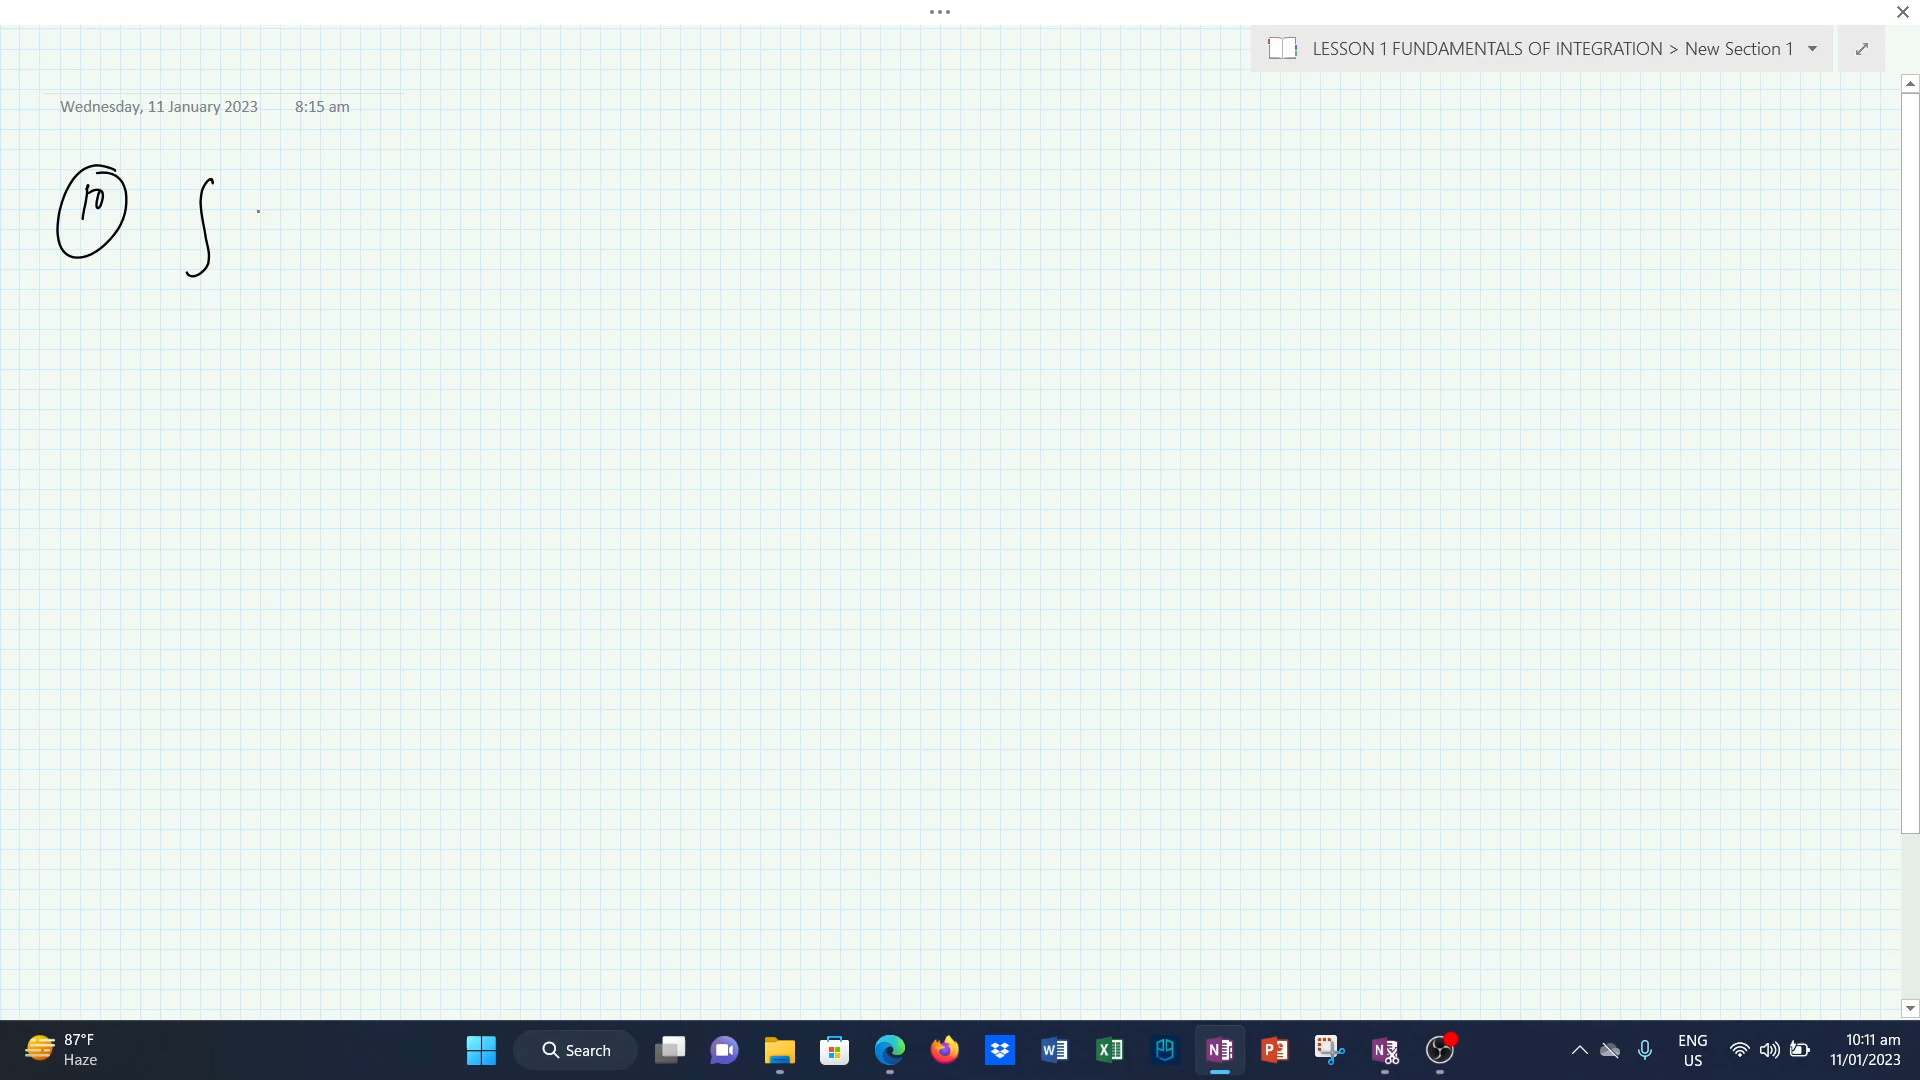 LESSON 1 FUNDAMENTALS OF INTEGRATION > New Section 1
Wednesday, 11 January 2023 8:15 am
10 ∫
87°F
Haze
Search
ENG
US
10:11 am
11/01/2023